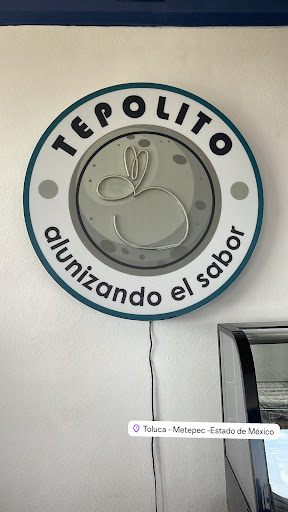 TEPOLITO
alunizando el sabor
Toluca - Metepec -Estado de México